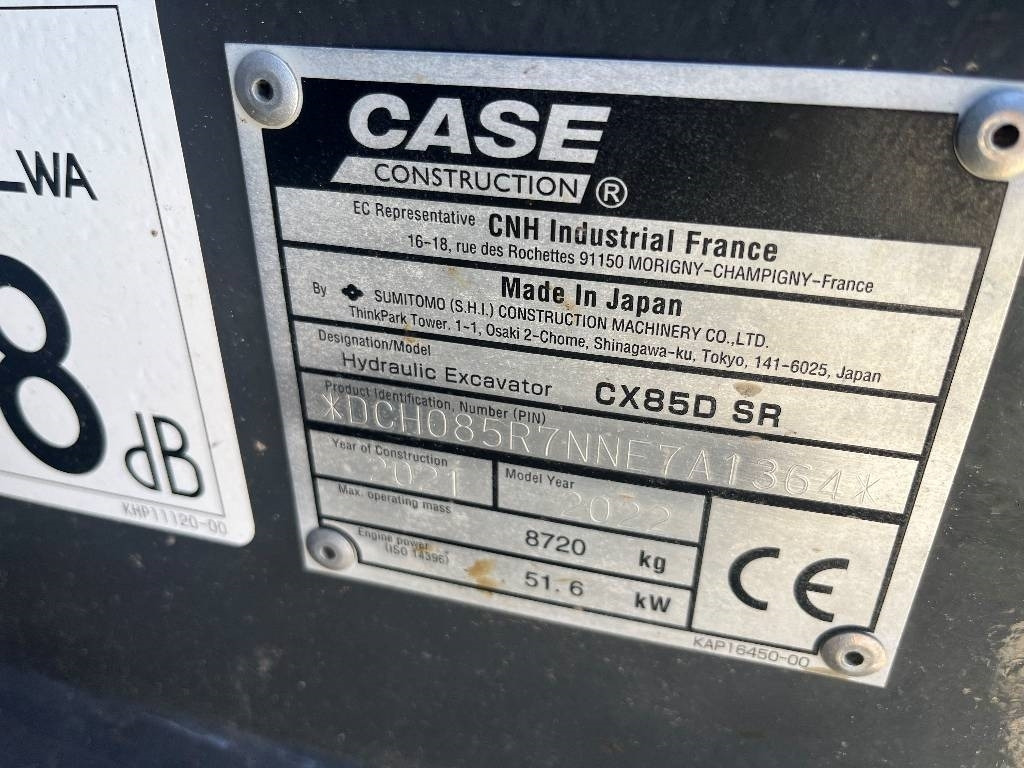 LWA
8
dB
KHP11120-00
CASE
CONSTRUCTION ®
EC Representative CNH Industrial France
16-18, rue des Rochettes 91150 MORIGNY-CHAMPIGNY-France
Made In Japan
By SUMITOMO (S.H.I.) CONSTRUCTION MACHINERY CO.,LTD.
ThinkPark Tower. 1-1, Osaki 2-Chome, Shinagawa-ku, Tokyo, 141-6025, Japan
Designation/Model
Hydraulic Excavator CX85D SR
Product Identification, Number (PIN)
*DCH085R7NNE7A1364*
Year of Construction 2021
Model Year 2022
Max. operating mass 8720 kg
Engine power (ISO 14396) 51.6 kW
CE
KAP16450-00